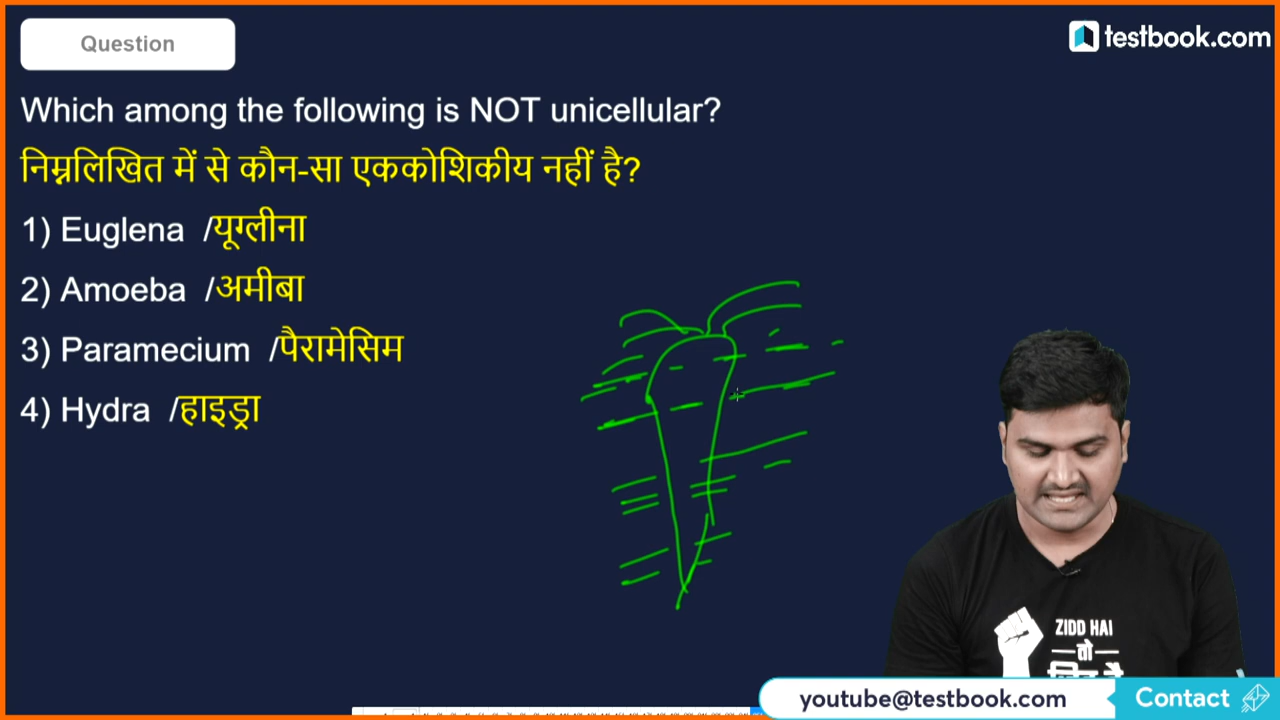 Question
testbook.com
Which among the following is NOT unicellular?
निम्नलिखित में से कौन-सा एककोशिकीय नहीं है?
1) Euglena /यूग्लीना
2) Amoeba /अमीबा
3) Paramecium /पैरामेसिम
4) Hydra /हाइड्रा
ZIDD HAI
तो
youtube@testbook.com
Contact